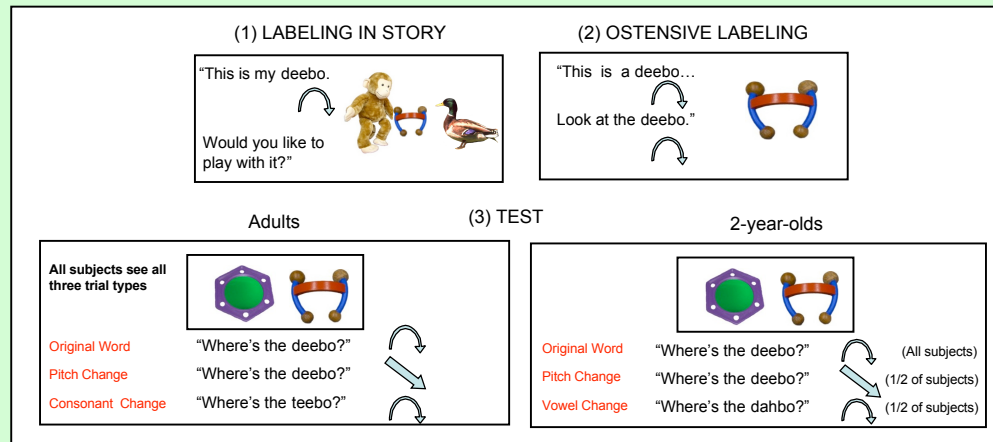 (1) LABELING IN STORY
“This is my deebo.
Would you like to
play with it?”
(2) OSTENSIVE LABELING
“This is a deebo…
Look at the deebo.”
(3) TEST
Adults
All subjects see all
three trial types
Original Word “Where’s the deebo?”
Pitch Change “Where’s the deebo?”
Consonant Change “Where’s the teebo?”
2-year-olds
Original Word “Where’s the deebo?” (All subjects)
Pitch Change “Where’s the deebo?” (1/2 of subjects)
Vowel Change “Where’s the dahbo?” (1/2 of subjects)